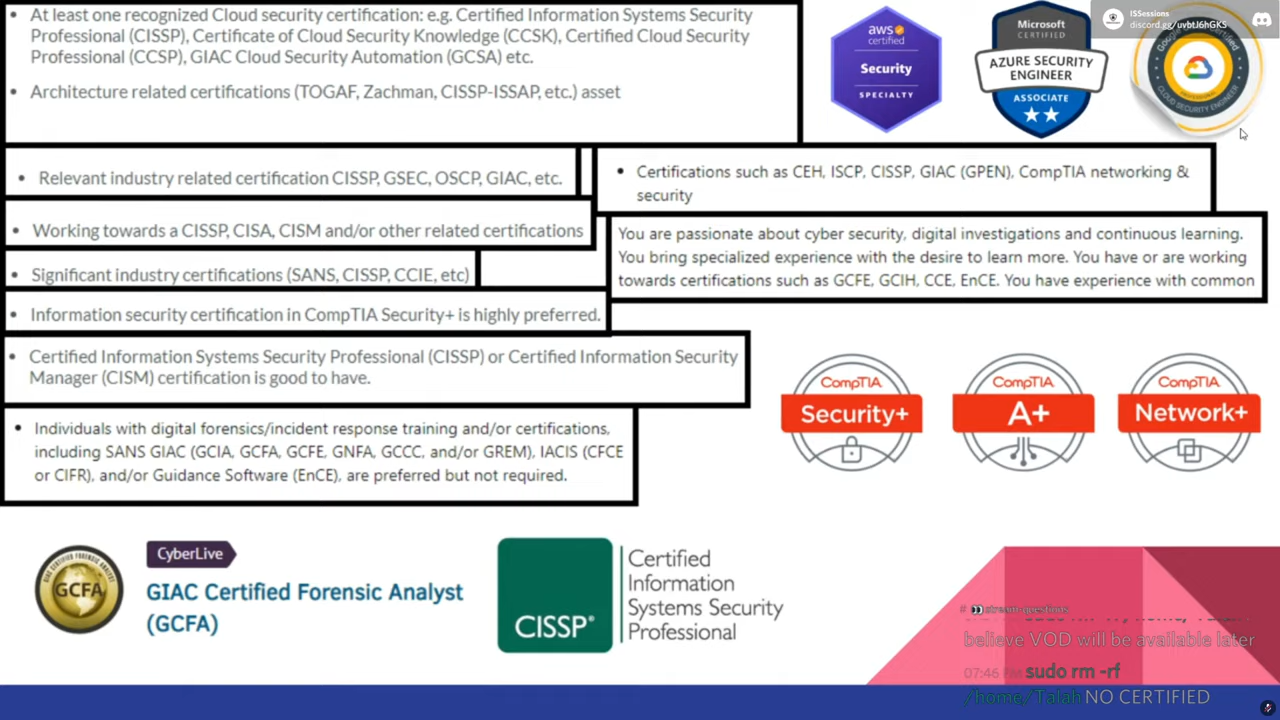 • At least one recognized Cloud security certification: e.g. Certified Information Systems Security
Professional (CISSP), Certificate of Cloud Security Knowledge (CCSK), Certified Cloud Security
Professional (CCSP), GIAC Cloud Security Automation (GCSA) etc.
• Architecture related certifications (TOGAF, Zachman, CISSP-ISSAP, etc.) asset
aws
certified
Security
SPECIALTY
Microsoft
CERTIFIED
AZURE SECURITY
ENGINEER
ASSOCIATE
ISSessions
discord.gg/uvbtJ6hGKS
CLOUD SECURITY ENGINEER
• Relevant industry related certification CISSP, GSEC, OSCP, GIAC, etc.
• Certifications such as CEH, ISCP, CISSP, GIAC (GPEN), CompTIA networking &
security
• Working towards a CISSP, CISA, CISM and/or other related certifications
You are passionate about cyber security, digital investigations and continuous learning.
You bring specialized experience with the desire to learn more. You have or are working
towards certifications such as GCFE, GCIH, CCE, EnCE. You have experience with common
• Significant industry certifications (SANS, CISSP, CCIE, etc)
• Information security certification in CompTIA Security+ is highly preferred.
• Certified Information Systems Security Professional (CISSP) or Certified Information Security
Manager (CISM) certification is good to have.
CompTIA
Security+
CompTIA
A+
CompTIA
Network+
• Individuals with digital forensics/incident response training and/or certifications,
including SANS GIAC (GCIA, GCFA, GCFE, GNFA, GCCC, and/or GREM), IACIS (CFCE
or CIFR), and/or Guidance Software (EnCE), are preferred but not required.
GCFA
CyberLive
GIAC Certified Forensic Analyst
(GCFA)
CISSP®
Certified
Information
Systems Security
Professional
# 👀stream-questions
believe VOD will be available later
07:46 PM sudo rm -rf
/home/Talah NO CERTIFIED